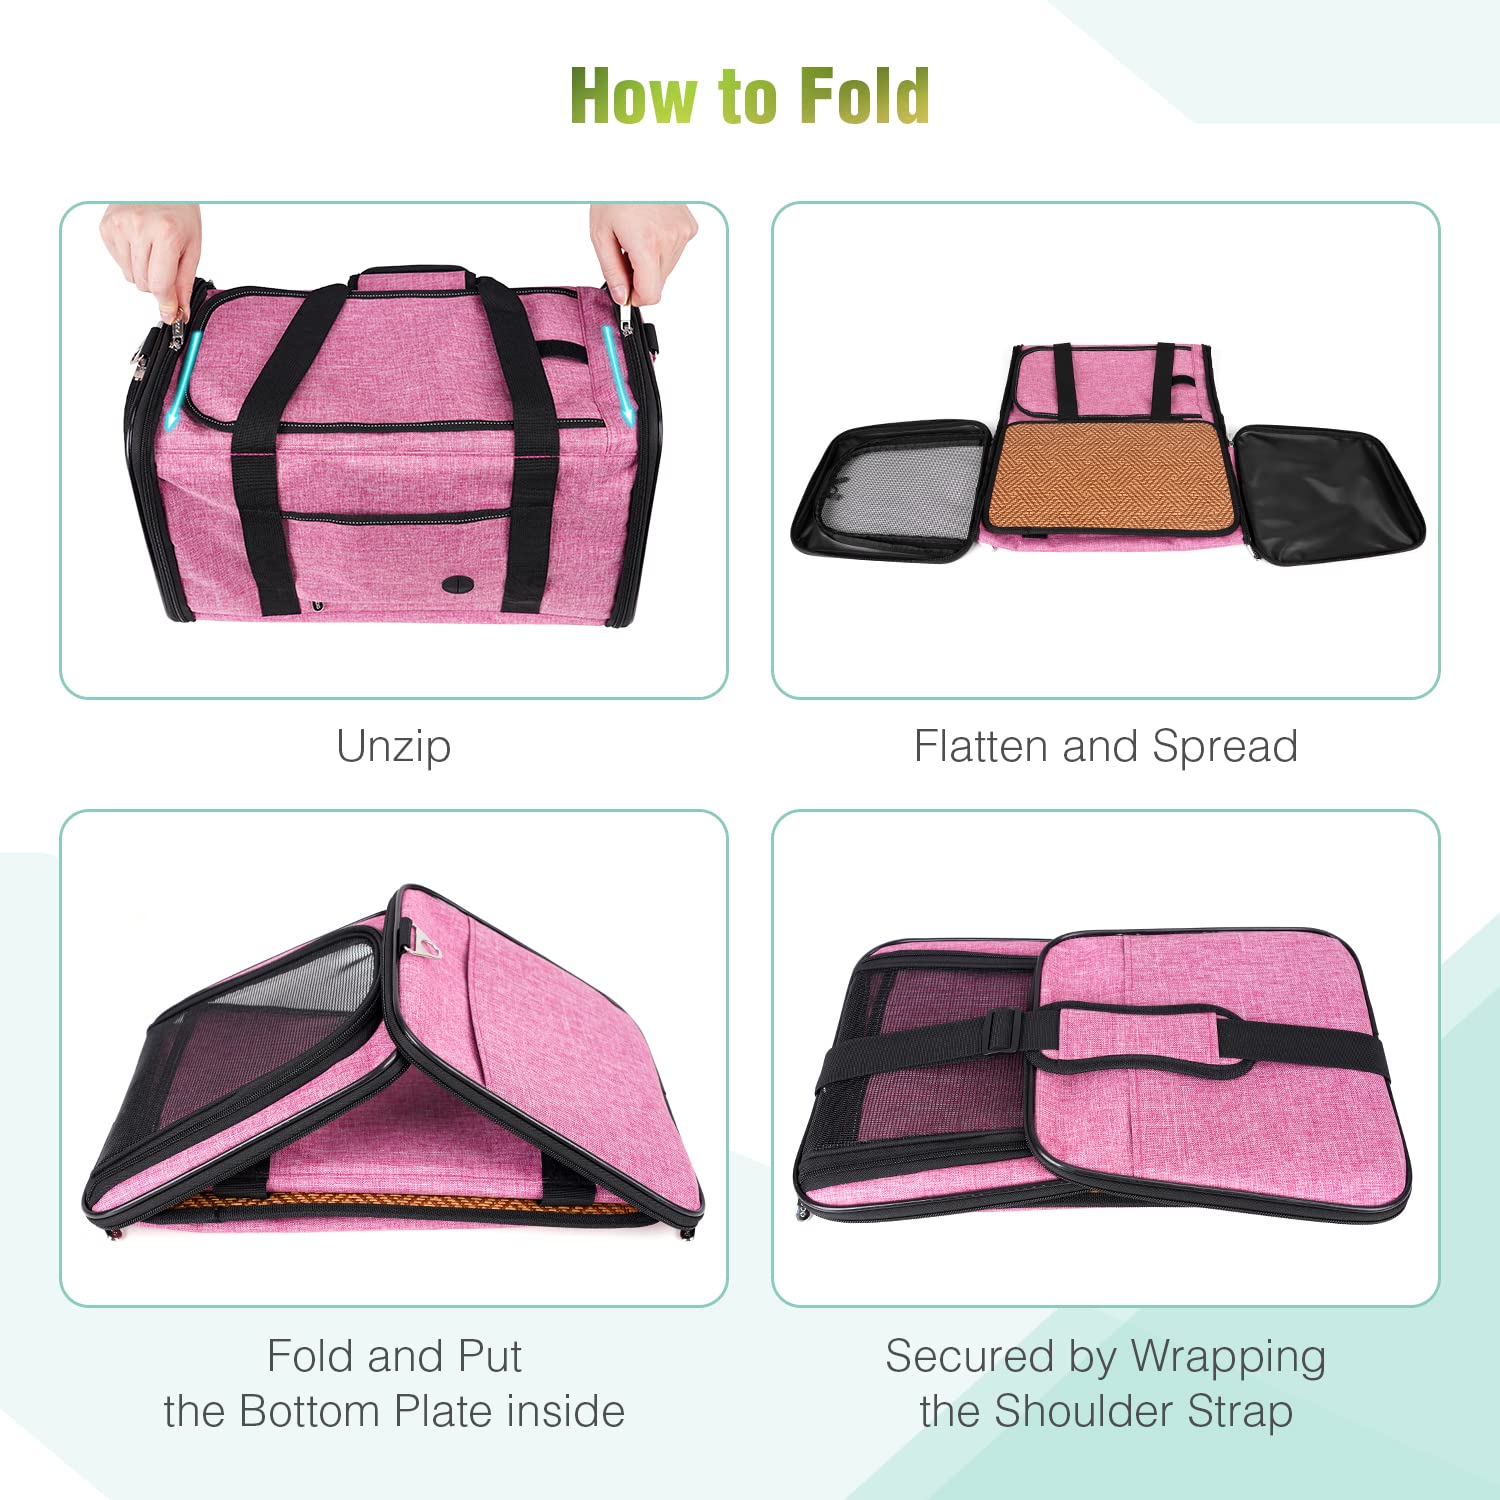 How to Fold
Unzip
Flatten and Spread
Fold and Put
the Bottom Plate inside
Secured by Wrapping
the Shoulder Strap